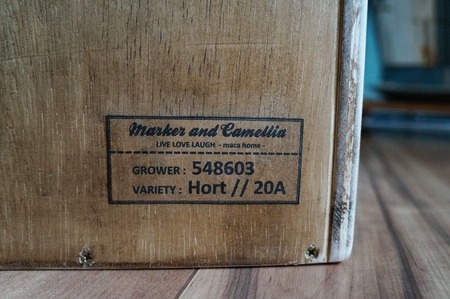 Marker and Camellia
LIVE LOVE LAUGH - maca home -
GROWER : 548603
VARIETY : Hort // 20A